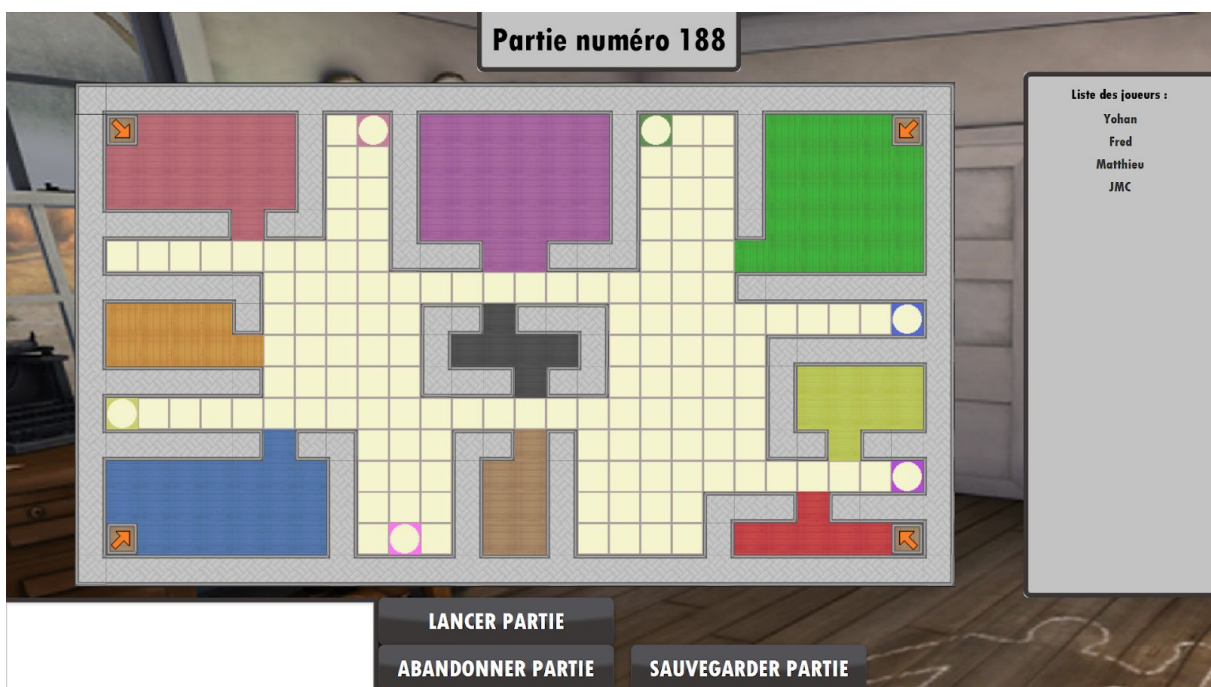 Partie numéro 188
Liste des joueurs :
Yohan
Fred
Matthieu
JMC
LANCER PARTIE
ABANDONNER PARTIE
SAUVEGARDER PARTIE